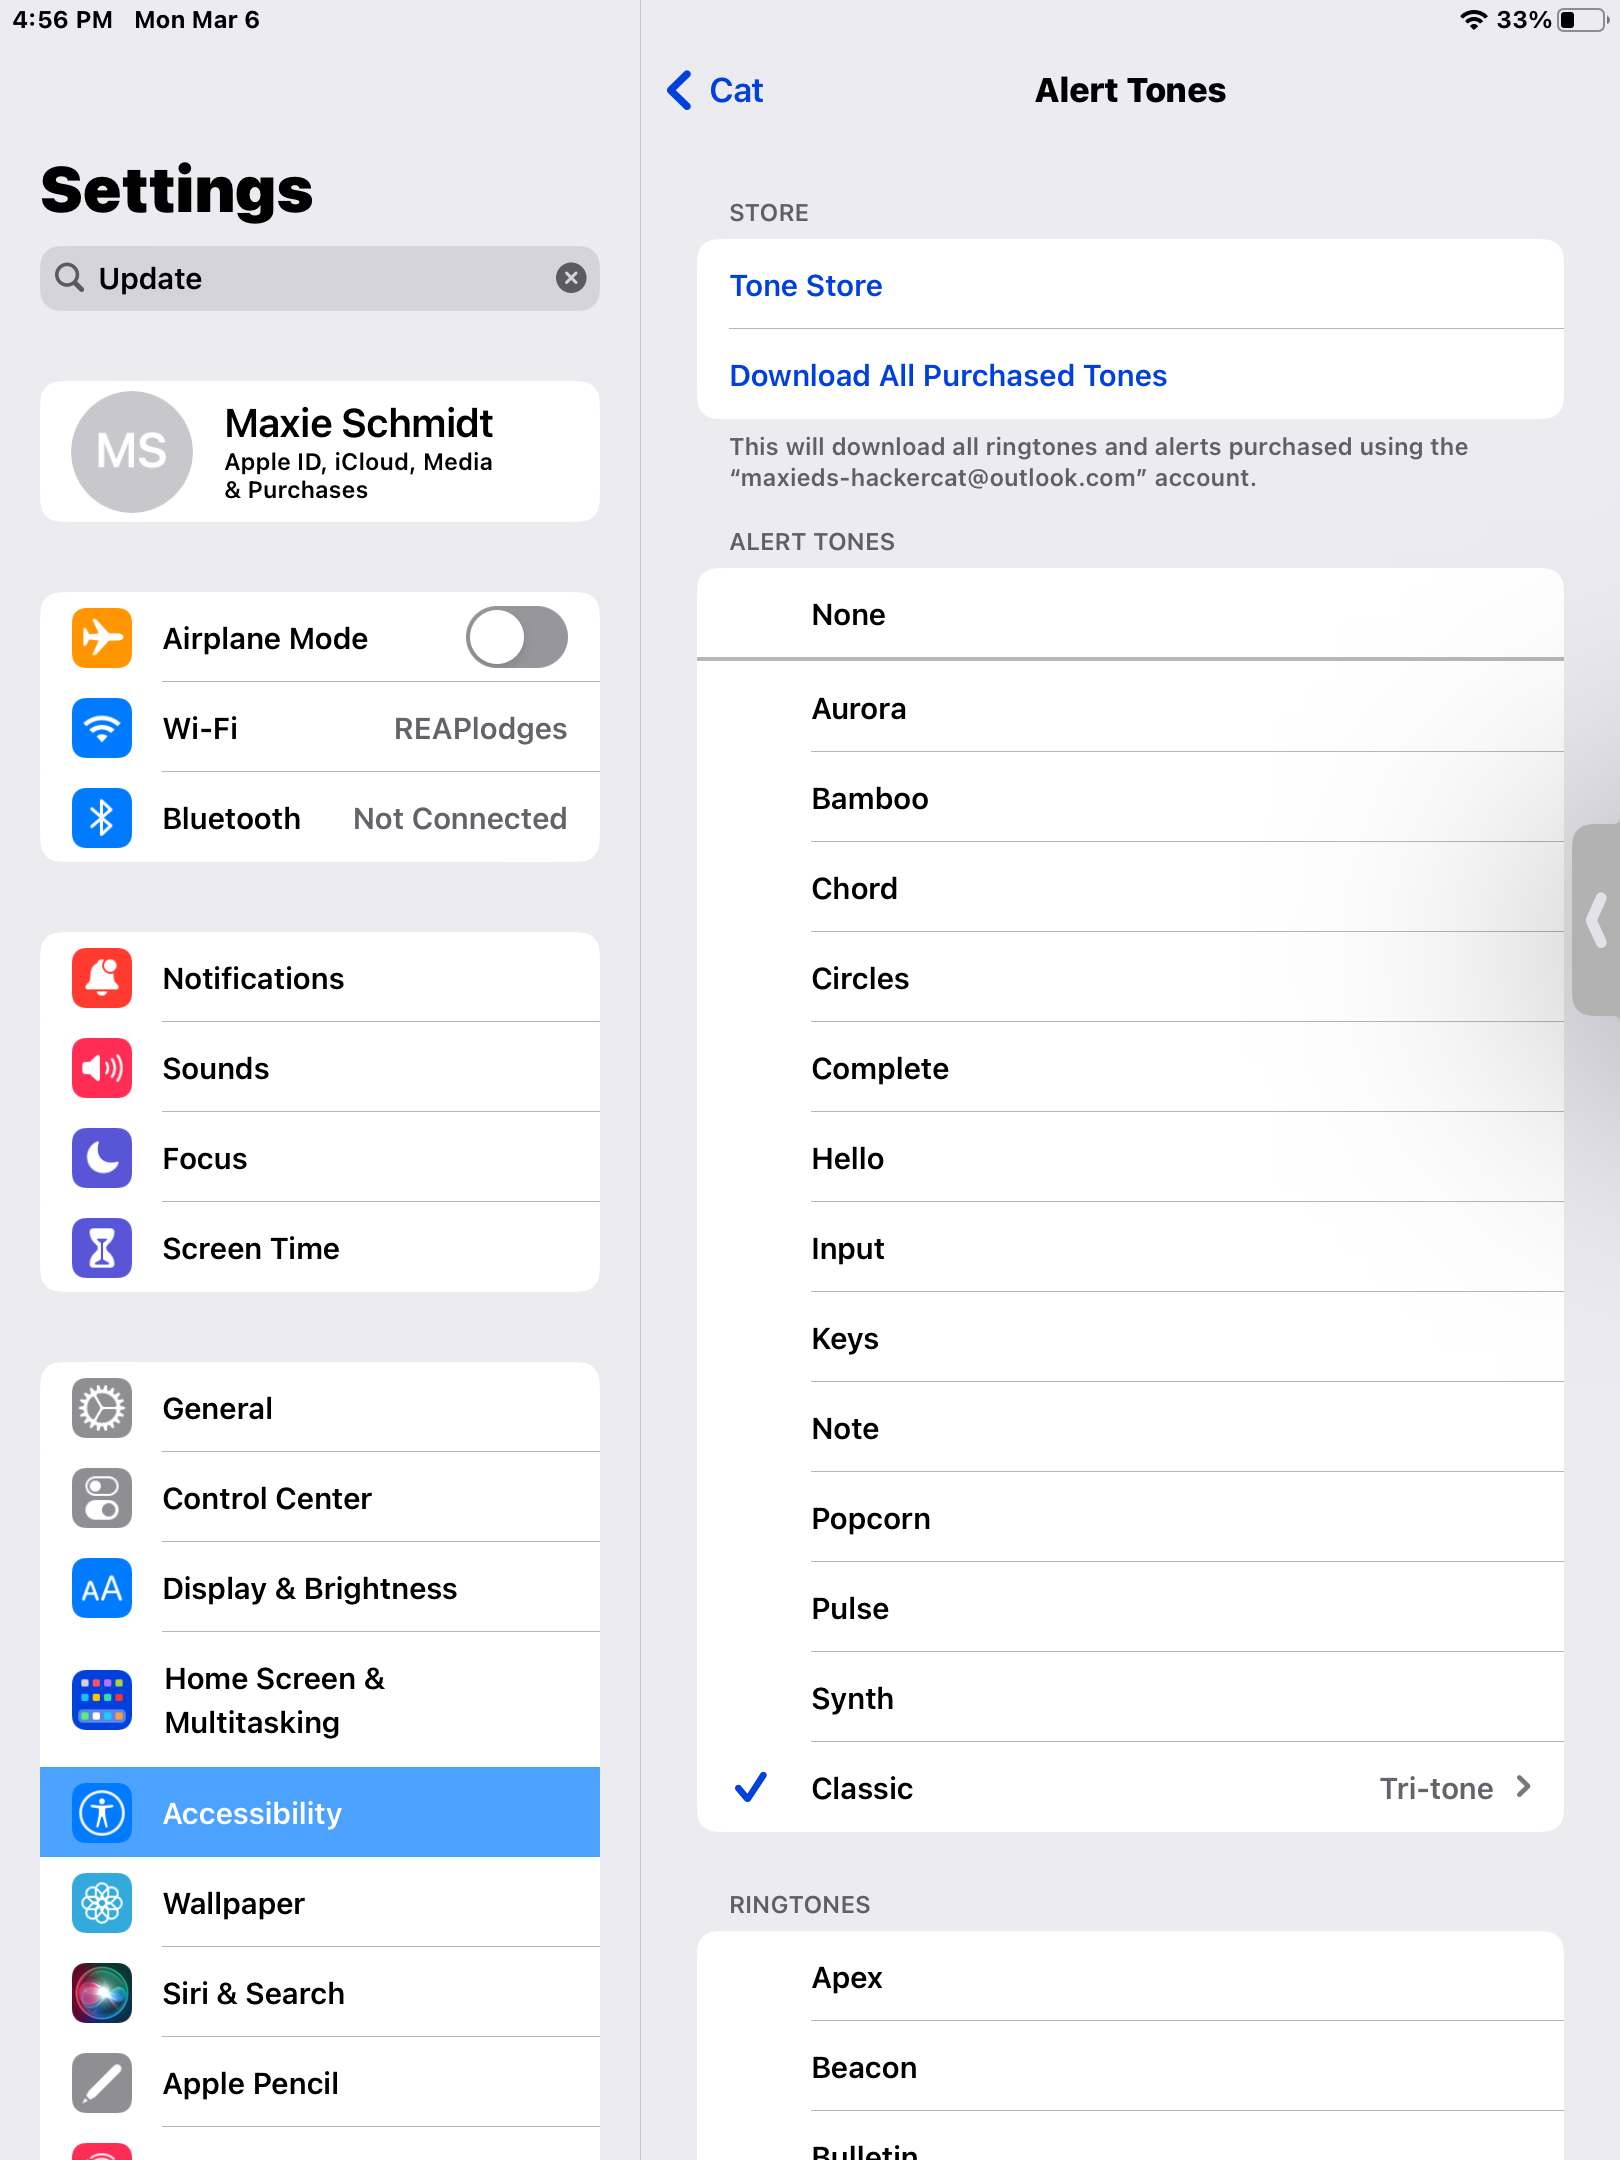 4:56 PM Mon Mar 6
33%
Settings
Update
MS
Maxie Schmidt
Apple ID, iCloud, Media
& Purchases
Airplane Mode
Wi-Fi REAPlodges
Bluetooth Not Connected
Notifications
Sounds
Focus
Screen Time
General
Control Center
AA
Display & Brightness
Home Screen &
Multitasking
Accessibility
Wallpaper
Siri & Search
Apple Pencil
Cat
Alert Tones
STORE
Tone Store
Download All Purchased Tones
This will download all ringtones and alerts purchased using the
“maxieds-hackercat@outlook.com” account.
ALERT TONES
None
Aurora
Bamboo
Chord
Circles
Complete
Hello
Input
Keys
Note
Popcorn
Pulse
Synth
Classic Tri-tone
RINGTONES
Apex
Beacon
Bulletin